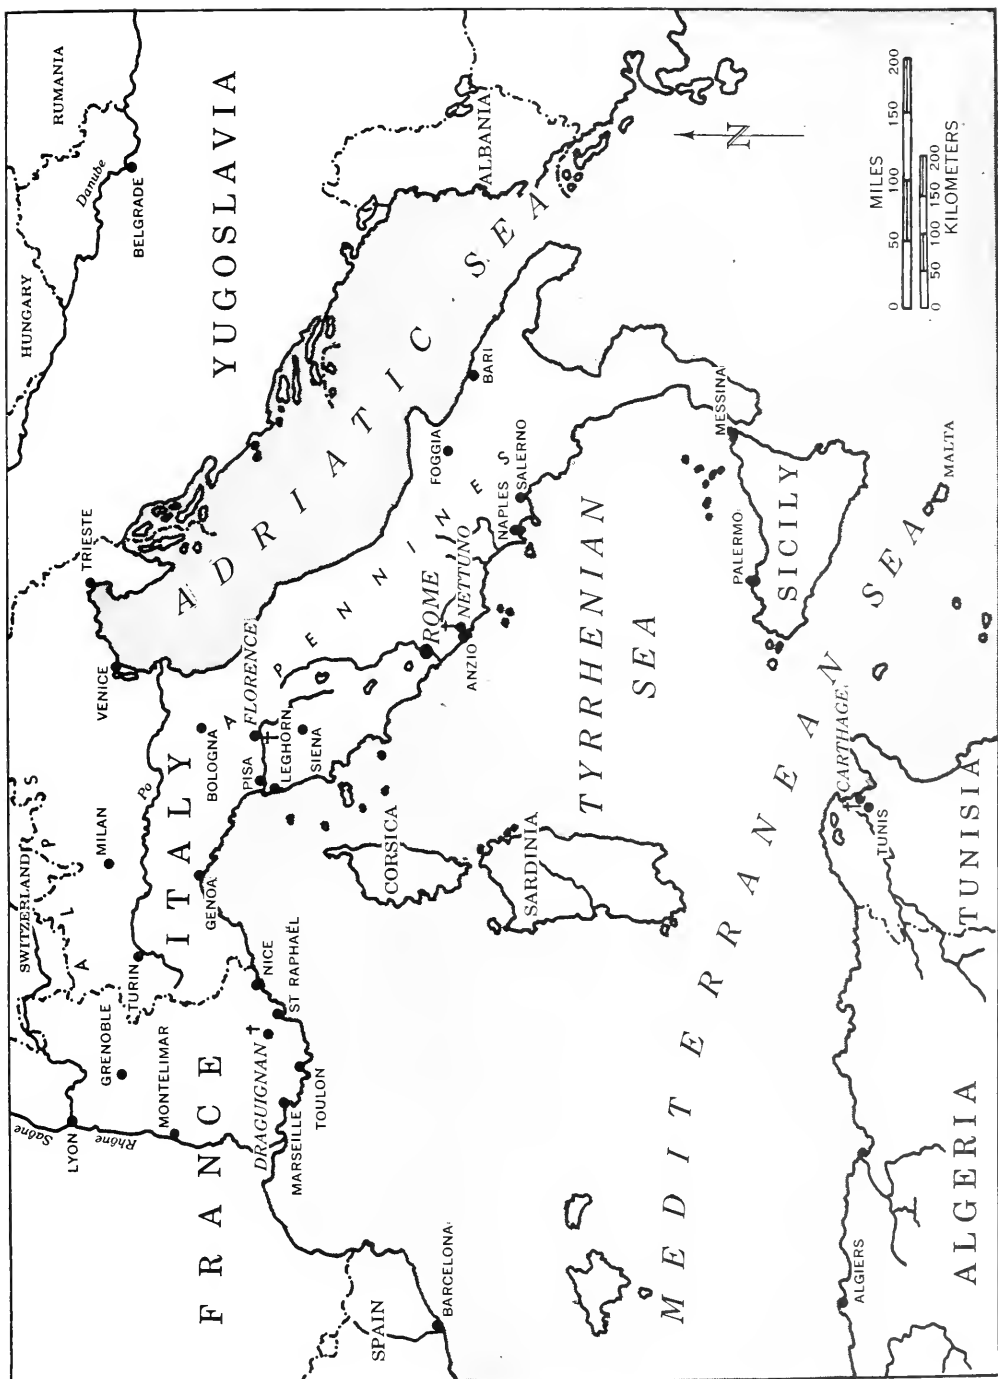 SWITZERLAND
HUNGARY
RUMANIA
Danube
BELGRADE
YUGOSLAVIA
TRIESTE
VENICE
MILAN
ALPS
Saône
LYON
Rhône
GRENOBLE
TURIN
Po
ITALY
MONTELIMAR
FRANCE
GENOA
BOLOGNA
PISA
FLORENCE
LEGHORN
SIENA
APENNINES
ADRIATIC SEA
ALBANIA
NICE
ST RAPHAËL
DRAGUIGNAN
MARSEILLE
TOULON
SPAIN
BARCELONA
CORSICA
SARDINIA
ROME
NETTUNO
ANZIO
FOGGIA
BARI
NAPLES
SALERNO
TYRRHENIAN
SEA
MESSINA
PALERMO
SICILY
MALTA
MEDITERRANEAN SEA
CARTHAGE
TUNIS
TUNISIA
ALGIERS
ALGERIA
N
MILES
0 50 100 150 200
0 50 100 150 200
KILOMETERS